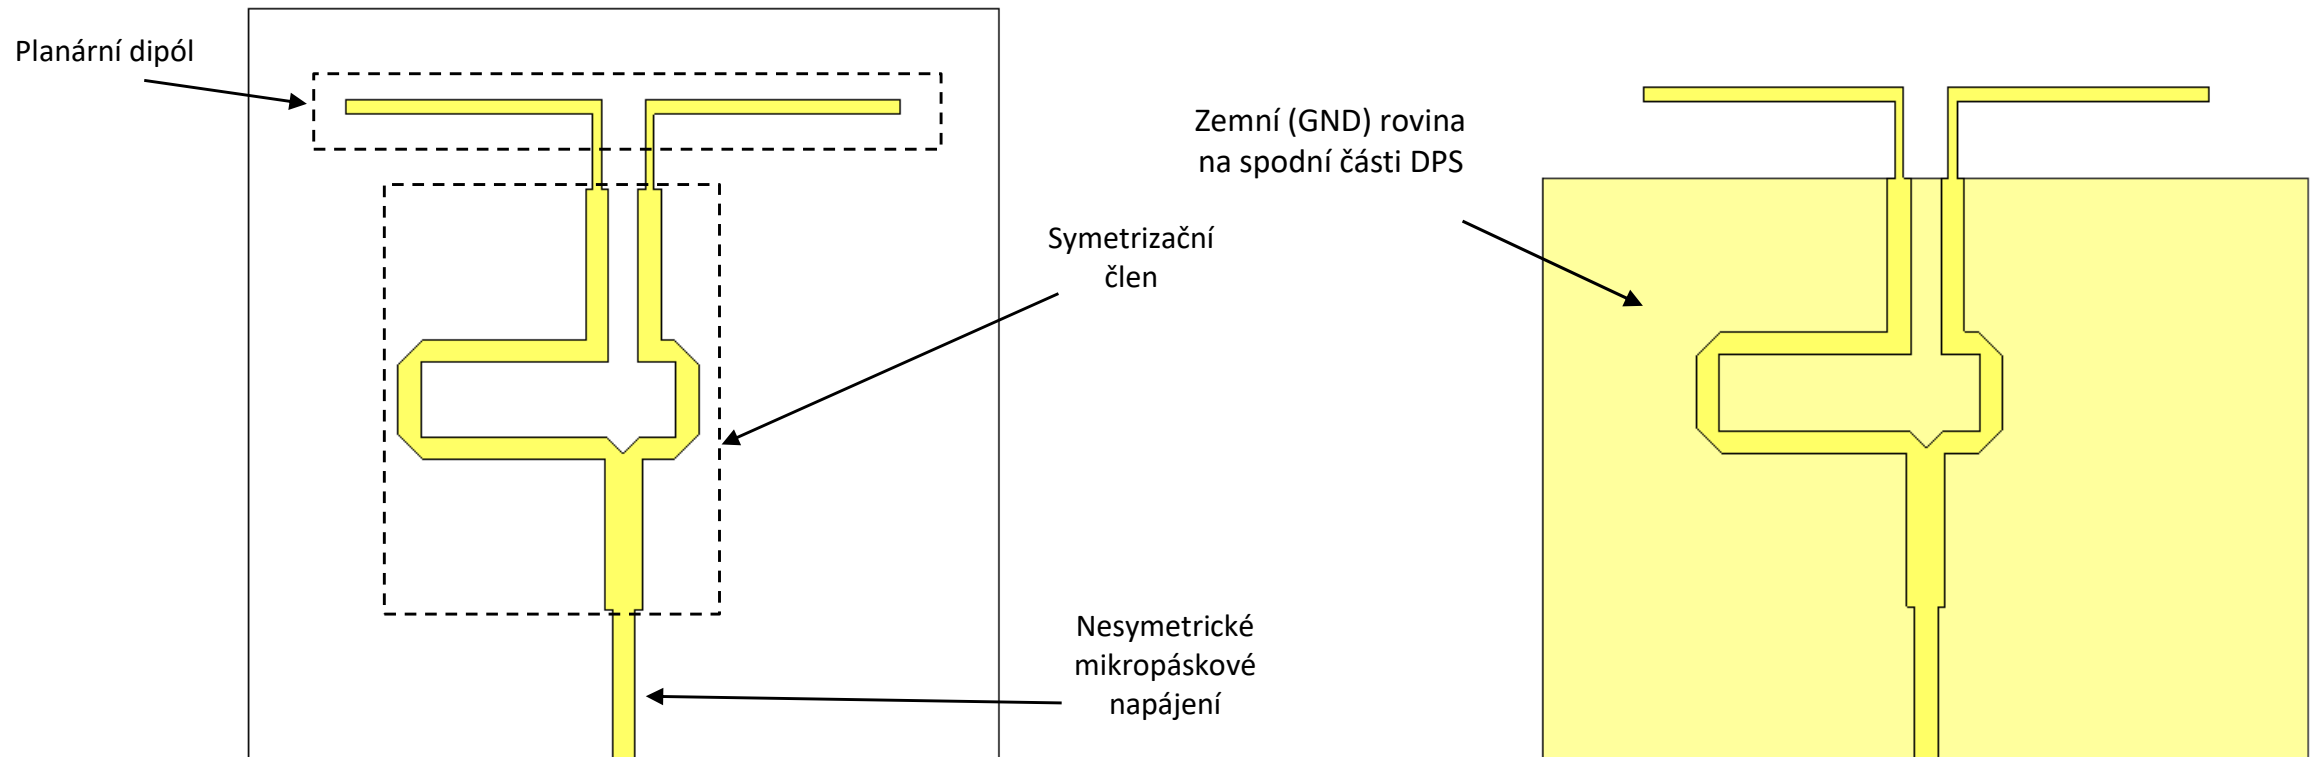 Planární dipól
Zemní (GND) rovina
na spodní části DPS
Symetrizační
člen
Nesymetrické
mikropáskové
napájení